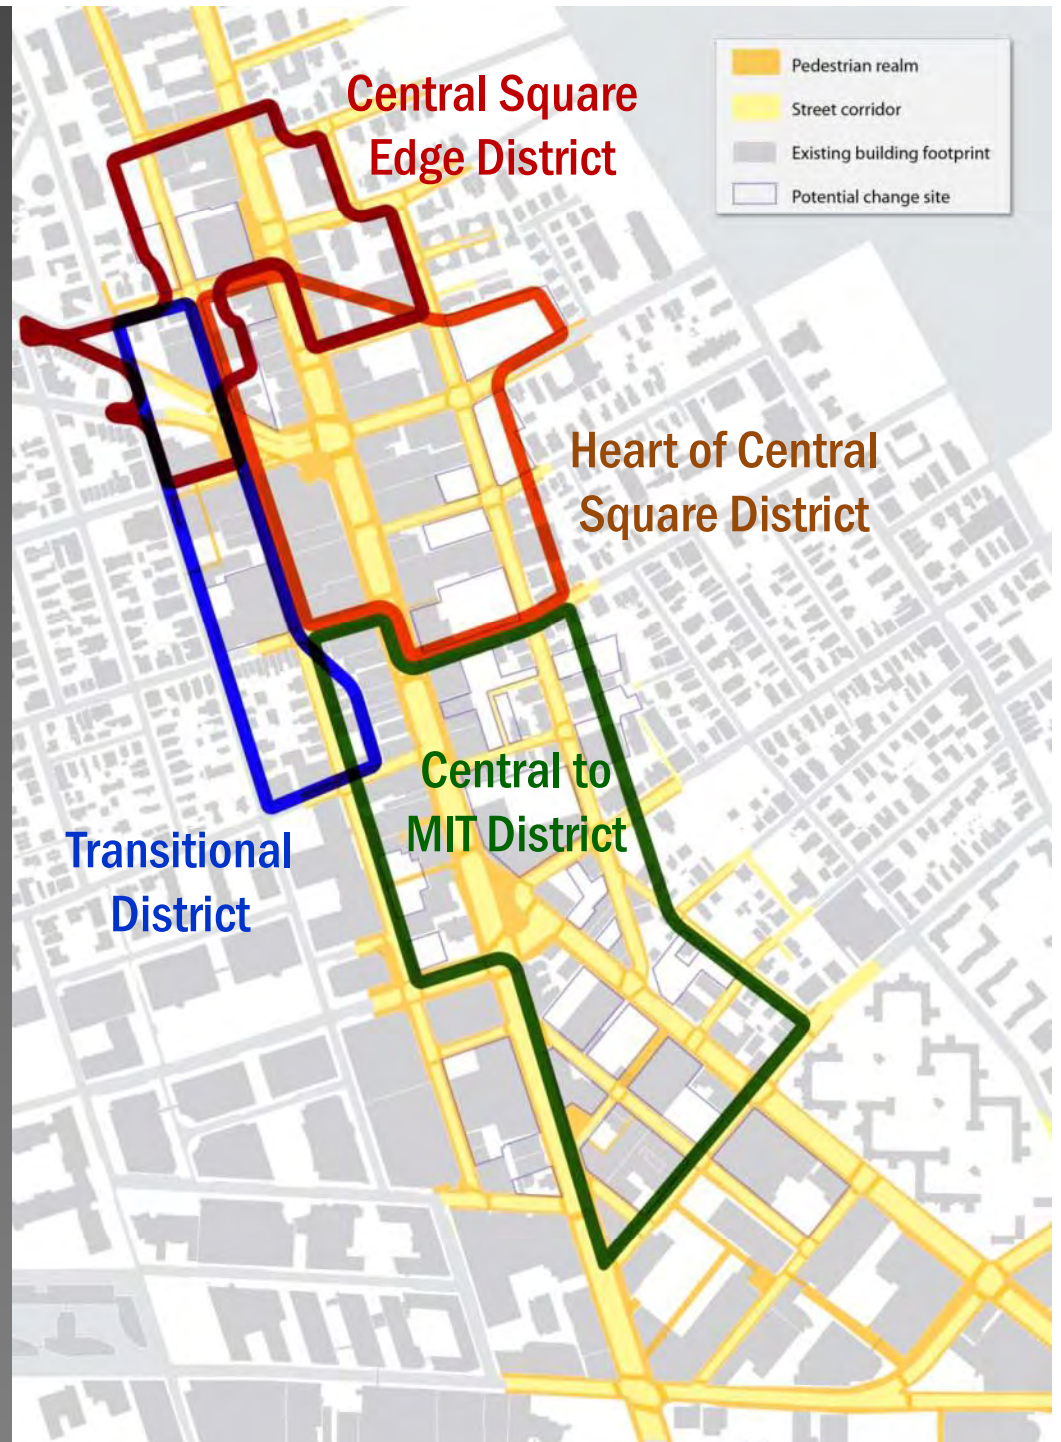 Central Square
Edge District
Pedestrian realm
Street corridor
Existing building footprint
Potential change site
Heart of Central
Square District
Central to
MIT District
Transitional
District